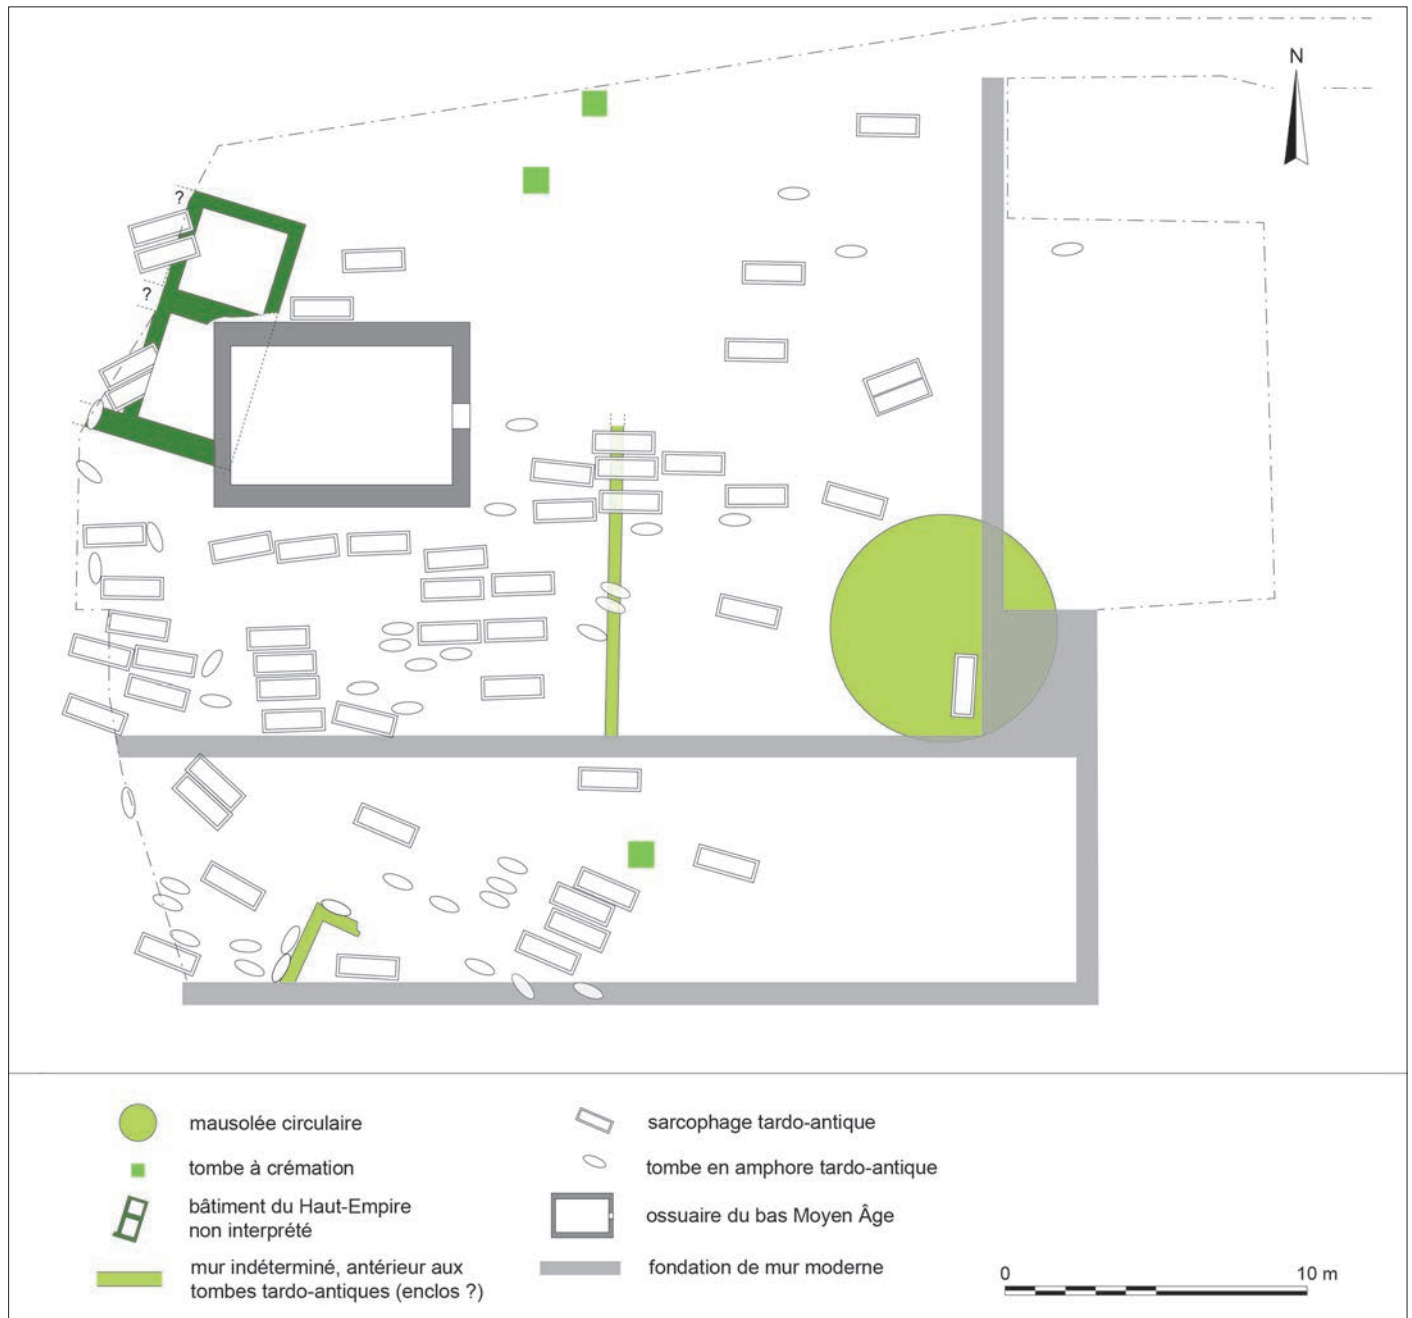 N
?
?
mausolée circulaire
tombe à crémation
bâtiment du Haut-Empire
non interprété
mur indéterminé, antérieur aux
tombes tardo-antiques (enclos ?)
sarcophage tardo-antique
tombe en amphore tardo-antique
ossuaire du bas Moyen Âge
fondation de mur moderne
0 10 m